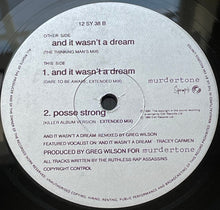 12 SY 38 B
OTHER SIDE
and it wasn't a dream
(THE THINKING MAN'S MIX)
THIS SIDE
1. and it wasn't a dream
(DARE TO BE AWARE, EXTENDED MIX)
murdertone
2. posse strong
(KILLER ALBUM VERSION - EXTENDED MIX)
AND IT WASN'T A DREAM - REMIXED BY GREG WILSON
FEATURED VOCALIST ON 'AND IT WASN'T A DREAM' - TRACEY CARMEN
PRODUCED BY GREG WILSON FOR murdertone
ALL TRACKS WRITTEN BY THE RUTHLESS RAP ASSASSINS
COPYRIGHT CONTROL